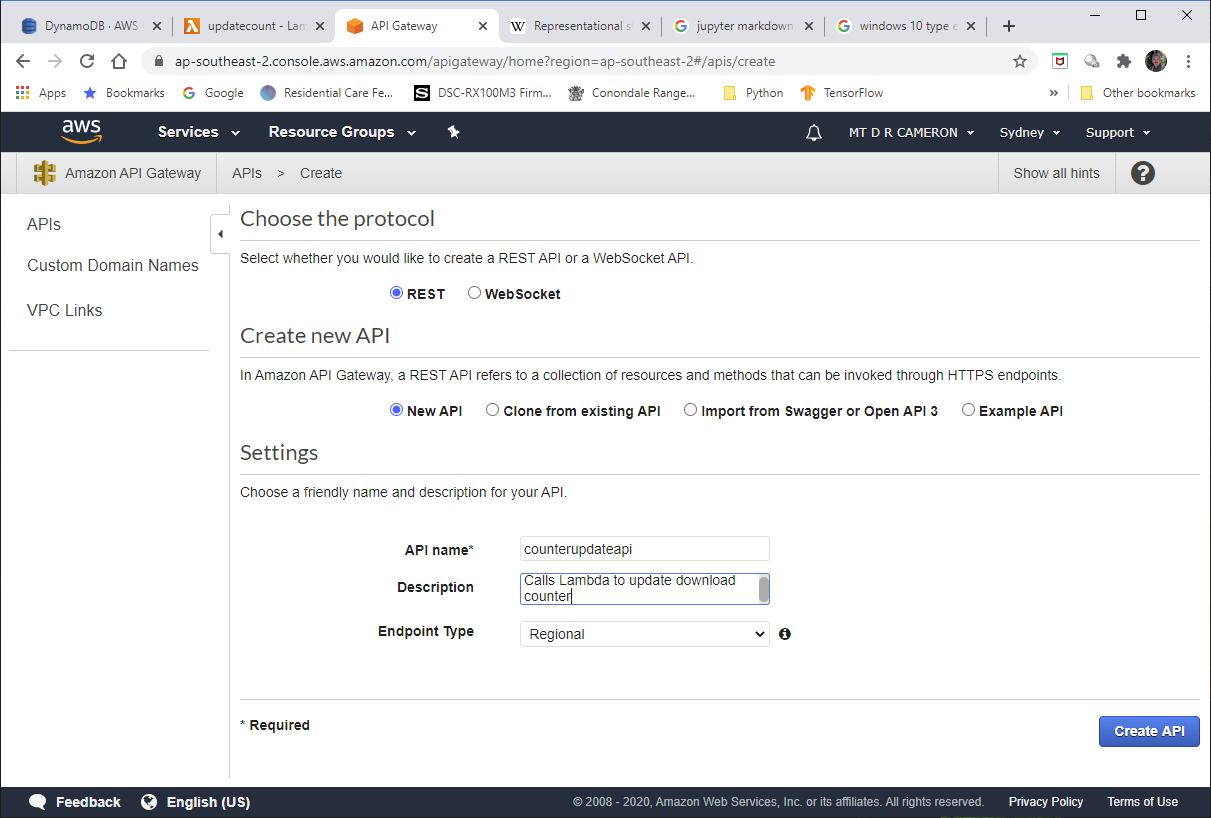 DynamoDB · AWS
updatecount - Lam
API Gateway
Representational s
jupyter markdown
windows 10 type e
ap-southeast-2.console.aws.amazon.com/apigateway/home?region=ap-southeast-2#/apis/create
Apps Bookmarks Google Residential Care Fe... DSC-RX100M3 Firm... Conondale Range... Python TensorFlow » Other bookmarks
aws Services Resource Groups MT D R CAMERON Sydney Support
Amazon API Gateway APIs > Create Show all hints ?
APIs
Custom Domain Names
VPC Links
Choose the protocol
Select whether you would like to create a REST API or a WebSocket API.
REST WebSocket
Create new API
In Amazon API Gateway, a REST API refers to a collection of resources and methods that can be invoked through HTTPS endpoints.
New API Clone from existing API Import from Swagger or Open API 3 Example API
Settings
Choose a friendly name and description for your API.
API name* counterupdateapi
Description Calls Lambda to update download
counter
Endpoint Type Regional
* Required
Create API
Feedback English (US) © 2008 - 2020, Amazon Web Services, Inc. or its affiliates. All rights reserved. Privacy Policy Terms of Use